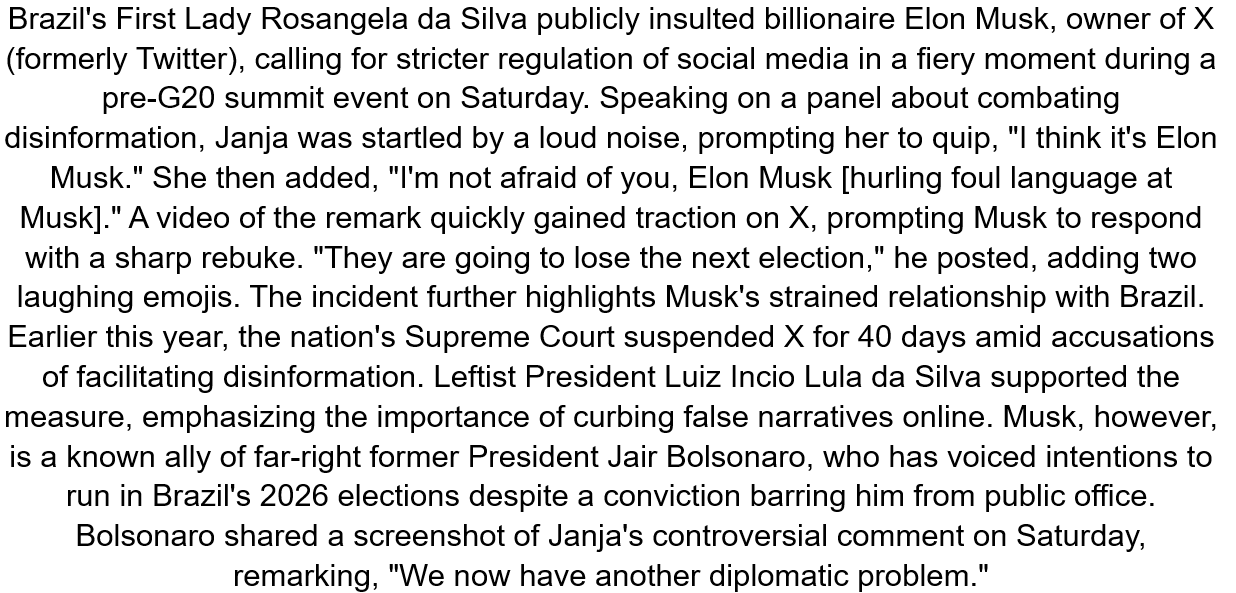 Brazil's First Lady Rosangela da Silva publicly insulted billionaire Elon Musk, owner of X
(formerly Twitter), calling for stricter regulation of social media in a fiery moment during a
pre-G20 summit event on Saturday. Speaking on a panel about combating
disinformation, Janja was startled by a loud noise, prompting her to quip, "I think it's Elon
Musk." She then added, "I'm not afraid of you, Elon Musk [hurling foul language at
Musk]." A video of the remark quickly gained traction on X, prompting Musk to respond
with a sharp rebuke. "They are going to lose the next election," he posted, adding two
laughing emojis. The incident further highlights Musk's strained relationship with Brazil.
Earlier this year, the nation's Supreme Court suspended X for 40 days amid accusations
of facilitating disinformation. Leftist President Luiz Incio Lula da Silva supported the
measure, emphasizing the importance of curbing false narratives online. Musk, however,
is a known ally of far-right former President Jair Bolsonaro, who has voiced intentions to
run in Brazil's 2026 elections despite a conviction barring him from public office.
Bolsonaro shared a screenshot of Janja's controversial comment on Saturday,
remarking, "We now have another diplomatic problem."